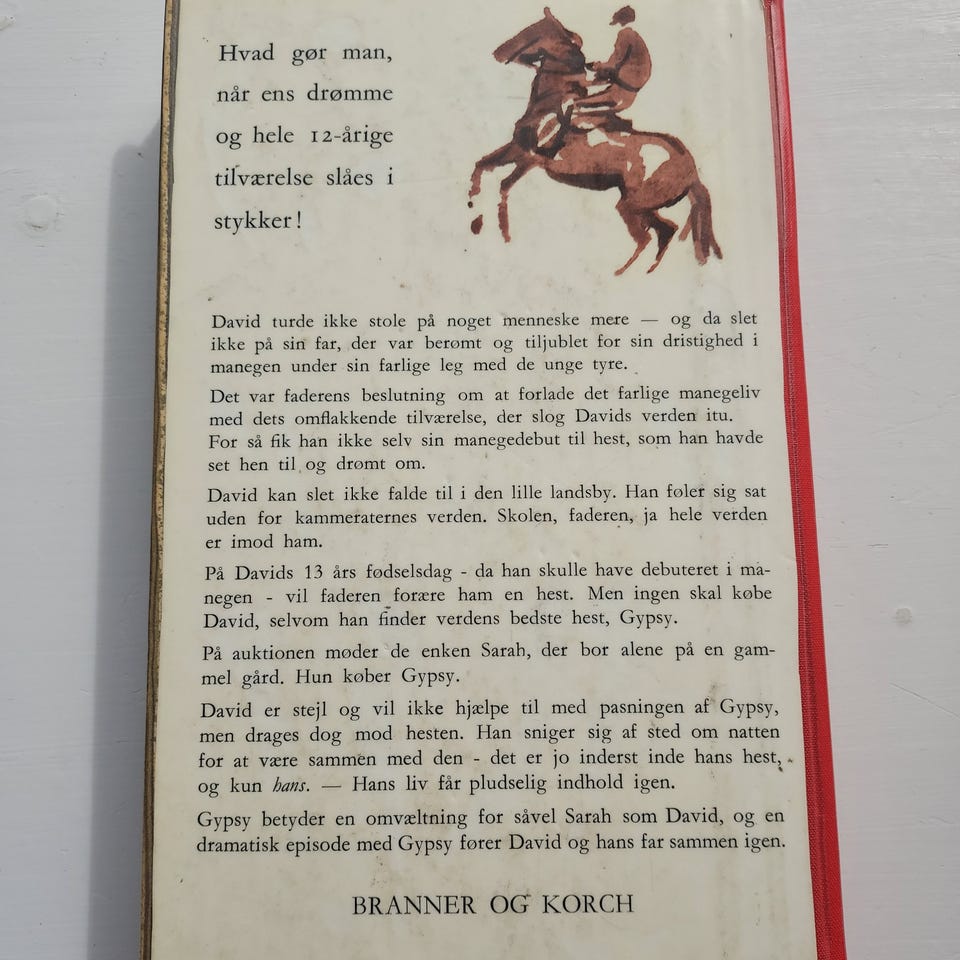 Hvad gør man,
når ens drømme
og hele 12-årige
tilværelse slåes i
stykker!
David turde ikke stole på noget menneske mere — og da slet
ikke på sin far, der var berømt og tiljublet for sin dristighed i
manegen under sin farlige leg med de unge tyre.
Det var faderens beslutning om at forlade det farlige manegeliv
med dets omflakkende tilværelse, der slog Davids verden itu.
For så fik han ikke selv sin manegedebut til hest, som han havde
set hen til og drømt om.
David kan slet ikke falde til i den lille landsby. Han føler sig sat
uden for kammeraternes verden. Skolen, faderen, ja hele verden
er imod ham.
På Davids 13 års fødselsdag - da han skulle have debuteret i ma-
negen - vil faderen forære ham en hest. Men ingen skal købe
David, selvom han finder verdens bedste hest, Gypsy.
På auktionen møder de enken Sarah, der bor alene på en gam-
mel gård. Hun køber Gypsy.
David er stejl og vil ikke hjælpe til med pasningen af Gypsy,
men drages dog mod hesten. Han sniger sig af sted om natten
for at være sammen med den - det er jo inderst inde hans hest,
og kun hans. — Hans liv får pludselig indhold igen.
Gypsy betyder en omvæltning for såvel Sarah som David, og en
dramatisk episode med Gypsy fører David og hans far sammen igen.
BRANNER OG KORCH